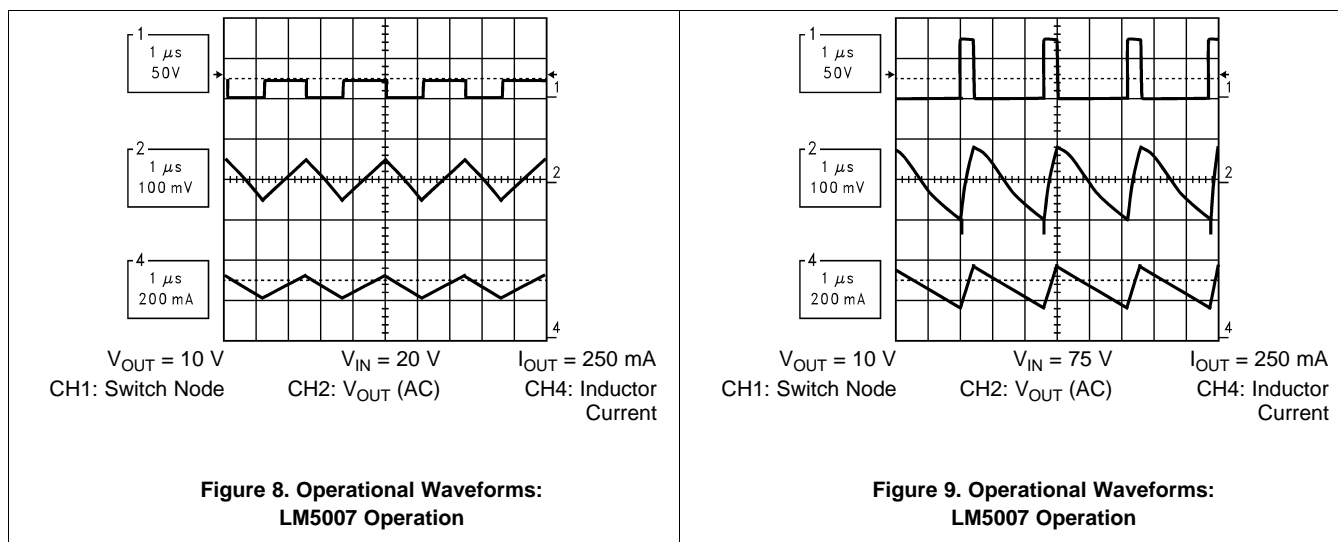 1
1 μs
50V
1
2
1 μs
100 mV
2
4
1 μs
200 mA
4
V_OUT = 10 V V_IN = 20 V I_OUT = 250 mA
CH1: Switch Node CH2: V_OUT (AC) CH4: Inductor
Current
Figure 8. Operational Waveforms:
LM5007 Operation
1
1 μs
50V
1
2
1 μs
100 mV
2
4
1 μs
200 mA
4
V_OUT = 10 V V_IN = 75 V I_OUT = 250 mA
CH1: Switch Node CH2: V_OUT (AC) CH4: Inductor
Current
Figure 9. Operational Waveforms:
LM5007 Operation